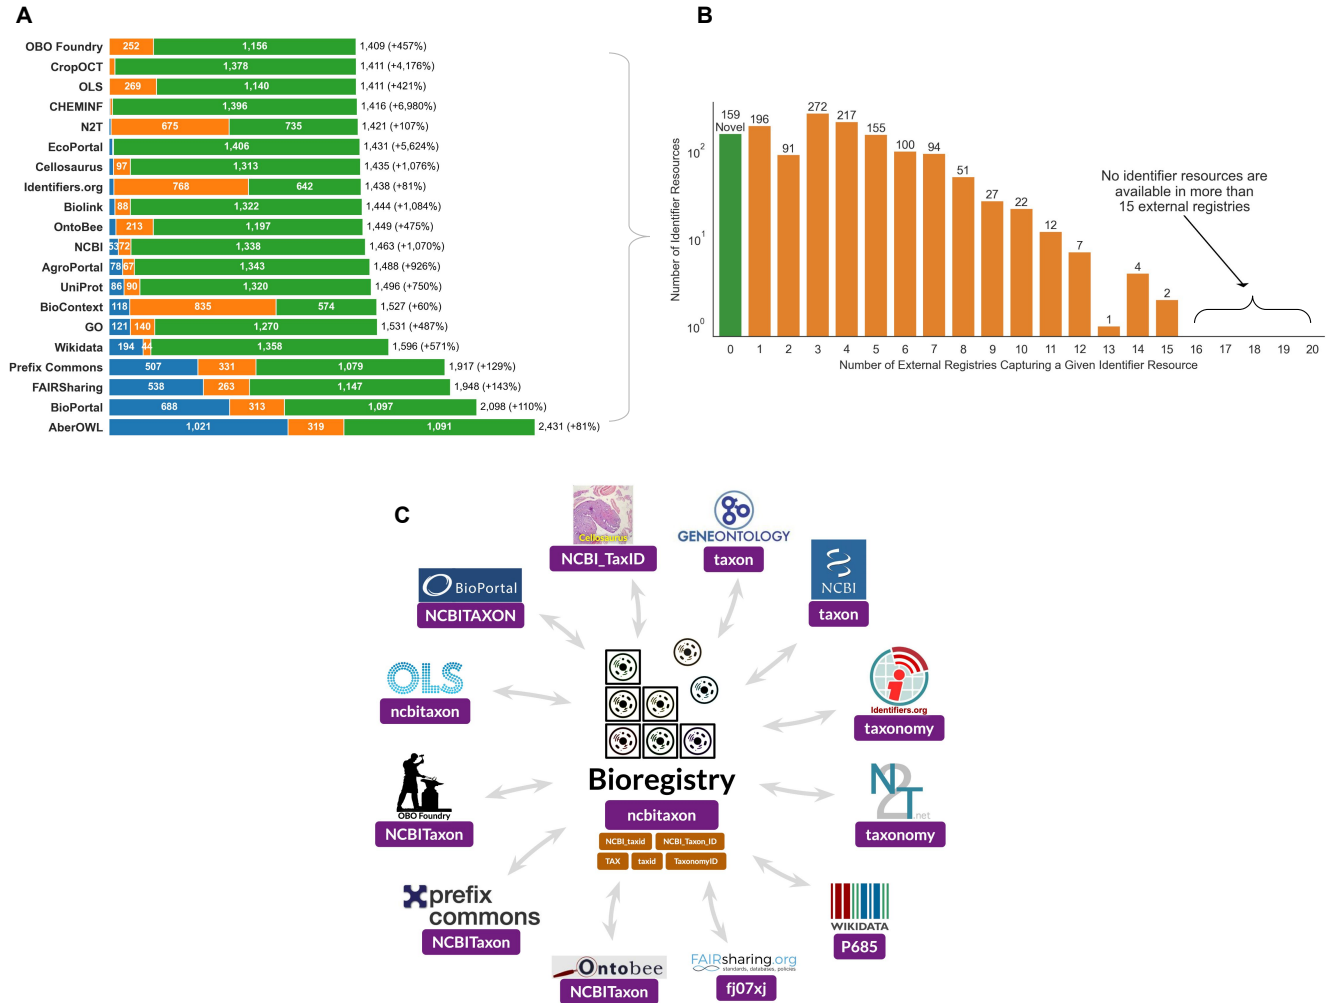 A
OBO Foundry 252 1,156 1,409 (+457%)
CropOCT 1,378 1,411 (+4,176%)
OLS 269 1,140 1,411 (+421%)
CHEMINF 1,396 1,416 (+6,980%)
N2T 675 735 1,421 (+107%)
EcoPortal 1,406 1,431 (+5,624%)
Cellosaurus 97 1,313 1,435 (+1,076%)
Identifiers.org 768 642 1,438 (+81%)
Biolink 88 1,322 1,444 (+1,084%)
OntoBee 213 1,197 1,449 (+475%)
NCBI 53 72 1,338 1,463 (+1,070%)
AgroPortal 78 67 1,343 1,488 (+926%)
UniProt 86 90 1,320 1,496 (+750%)
BioContext 118 835 574 1,527 (+60%)
GO 121 140 1,270 1,531 (+487%)
Wikidata 194 44 1,358 1,596 (+571%)
Prefix Commons 507 331 1,079 1,917 (+129%)
FAIRSharing 538 263 1,147 1,948 (+143%)
BioPortal 688 313 1,097 2,098 (+110%)
AberOWL 1,021 319 1,091 2,431 (+81%)
B
Number of Identifier Resources
10² 10¹ 10⁰
159 Novel 196 91 272 217 155 100 94 51 27 22 12 7 1 4 2
No identifier resources are
available in more than
15 external registries
0 1 2 3 4 5 6 7 8 9 10 11 12 13 14 15 16 17 18 19 20
Number of External Registries Capturing a Given Identifier Resource
C
Cellosaurus
NCBI_TaxID
GENEONTOLOGY
taxon
NCBI
taxon
BioPortal
NCBITAXON
OLS
ncbitaxon
Identifiers.org
taxonomy
OBO Foundry
NCBITaxon
Bioregistry
ncbitaxon
NCBI_taxid NCBI_Taxon_ID
TAX taxid TaxonomyID
N2T.net
taxonomy
prefix
commons
NCBITaxon
WIKIDATA
P685
Ontobee
NCBITaxon
FAIRsharing.org
standards, databases, policies
fj07xj